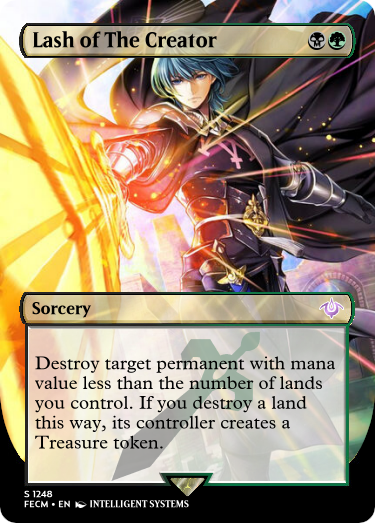 Lash of The Creator
Sorcery
Destroy target permanent with mana
value less than the number of lands
you control. If you destroy a land
this way, its controller creates a
Treasure token.
S 1248
FECM • EN INTELLIGENT SYSTEMS